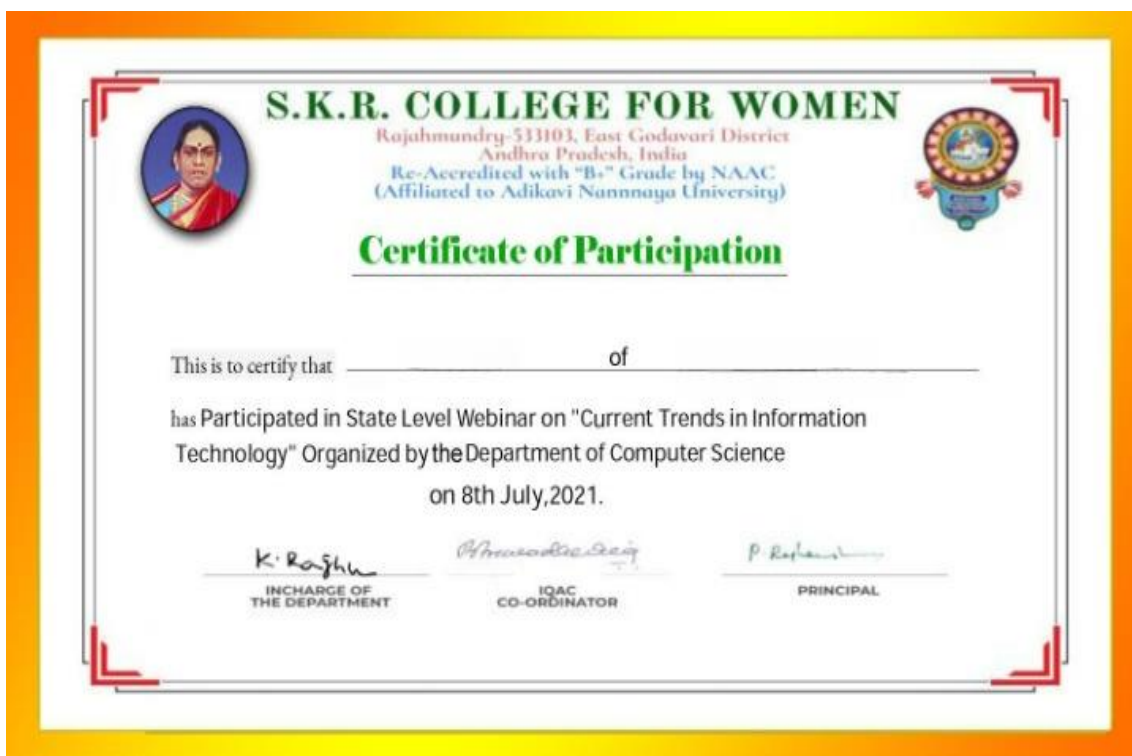 S.K.R. COLLEGE FOR WOMEN
Rajahmundry-533103, East Godavari District
Andhra Pradesh, India
Re-Accredited with "B+" Grade by NAAC
(Affiliated to Adikavi Nannnaya University)
Certificate of Participation
This is to certify that of
has Participated in State Level Webinar on "Current Trends in Information
Technology" Organized by the Department of Computer Science
on 8th July,2021.
K. Raghu
INCHARGE OF
THE DEPARTMENT
IQAC
CO-ORDINATOR
PRINCIPAL